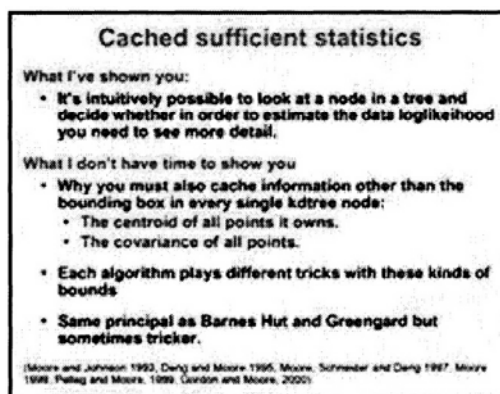 Cached sufficient statistics
What I've shown you:
• It's intuitively possible to look at a node in a tree and
decide whether in order to estimate the data loglikeihood
you need to see more detail.
What I don't have time to show you
• Why you must also cache information other than the
bounding box in every single kdtree node:
• The centroid of all points it owns.
• The covariance of all points.
• Each algorithm plays different tricks with these kinds of
bounds
• Same principal as Barnes Hut and Greengard but
sometimes tricker.
(Moore and Johnson 1993, Deng and Moore 1995, Moore, Schneider and Deng 1997, Moore
1999, Pelleg and Moore, 1999, Gordon and Moore, 2000)